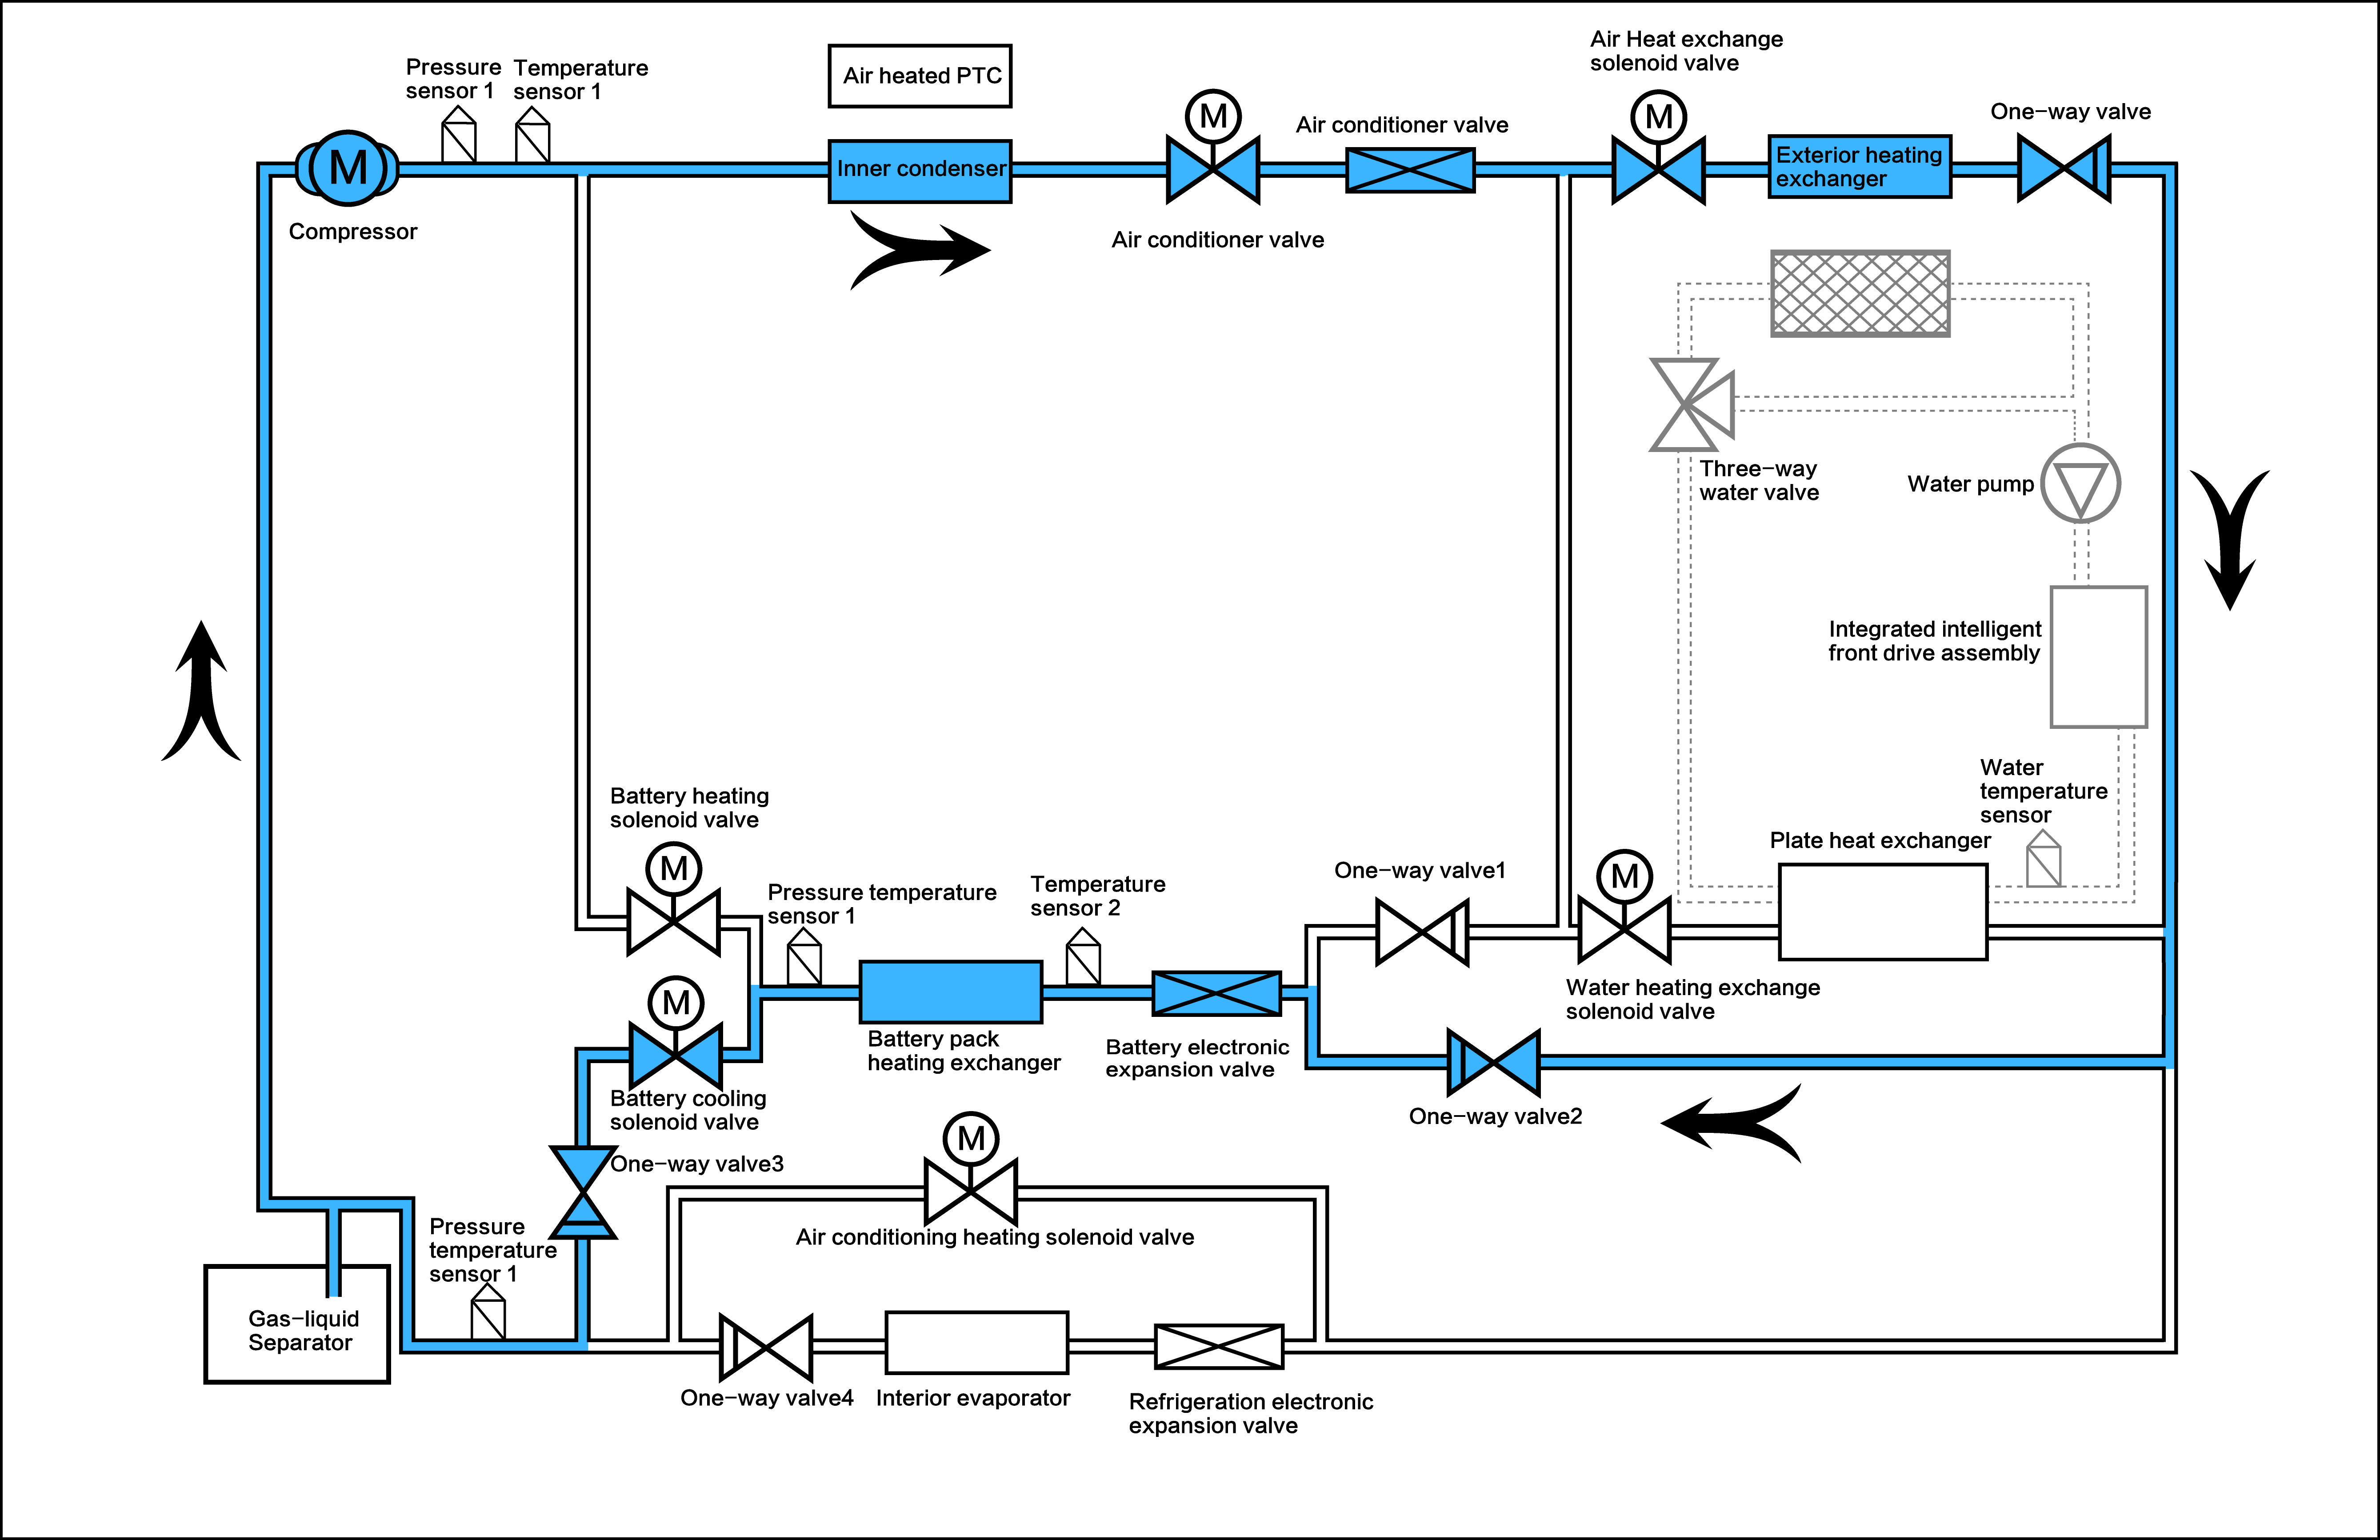 Air Heat exchange
solenoid valve
Pressure
sensor 1
Temperature
sensor 1
Air heated PTC
M
M
One-way valve
Air conditioner valve
M
Inner condenser
Exterior heating
exchanger
Compressor
Air conditioner valve
Three-way
water valve
Water pump
Integrated intelligent
front drive assembly
Water
temperature
sensor
Battery heating
solenoid valve
Plate heat exchanger
M
One-way valve1
M
Pressure temperature
sensor 1
Temperature
sensor 2
Water heating exchange
solenoid valve
M
Battery pack
heating exchanger
Battery electronic
expansion valve
Battery cooling
solenoid valve
One-way valve2
M
One-way valve3
Pressure
temperature
sensor 1
Air conditioning heating solenoid valve
Gas-liquid
Separator
One-way valve4
Interior evaporator
Refrigeration electronic
expansion valve